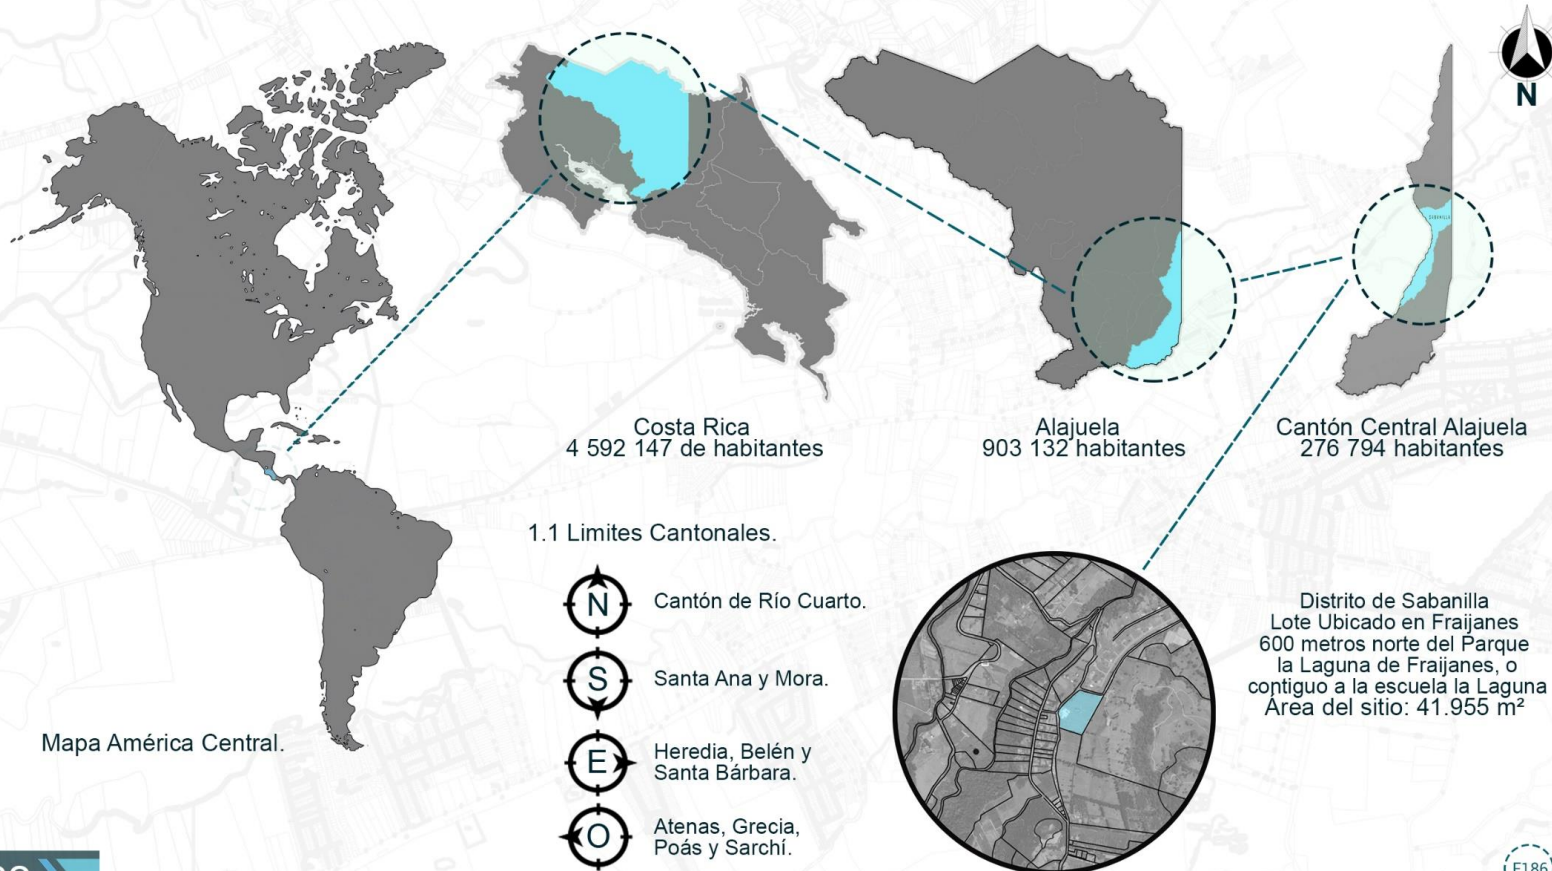 N
SABANILLA
Costa Rica
4 592 147 de habitantes
Alajuela
903 132 habitantes
Cantón Central Alajuela
276 794 habitantes
1.1 Limites Cantonales.
N
Cantón de Río Cuarto.
S
Santa Ana y Mora.
E
Heredia, Belén y
Santa Bárbara.
O
Atenas, Grecia,
Poás y Sarchí.
Mapa América Central.
Distrito de Sabanilla
Lote Ubicado en Fraijanes
600 metros norte del Parque
la Laguna de Fraijanes, o
contiguo a la escuela la Laguna
Área del sitio: 41.955 m²
F186